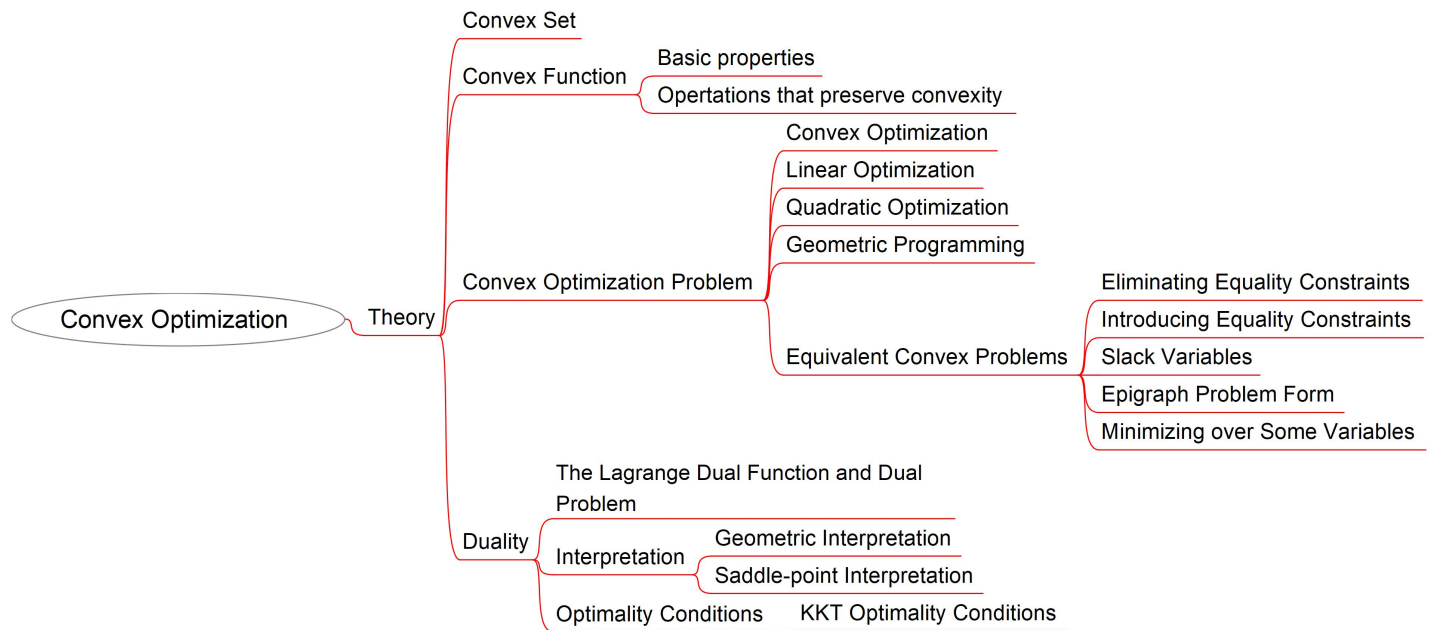 Convex Optimization
Theory
Convex Set
Convex Function
Basic properties
Opertations that preserve convexity
Convex Optimization Problem
Convex Optimization
Linear Optimization
Quadratic Optimization
Geometric Programming
Equivalent Convex Problems
Eliminating Equality Constraints
Introducing Equality Constraints
Slack Variables
Epigraph Problem Form
Minimizing over Some Variables
Duality
The Lagrange Dual Function and Dual
Problem
Interpretation
Geometric Interpretation
Saddle-point Interpretation
Optimality Conditions
KKT Optimality Conditions